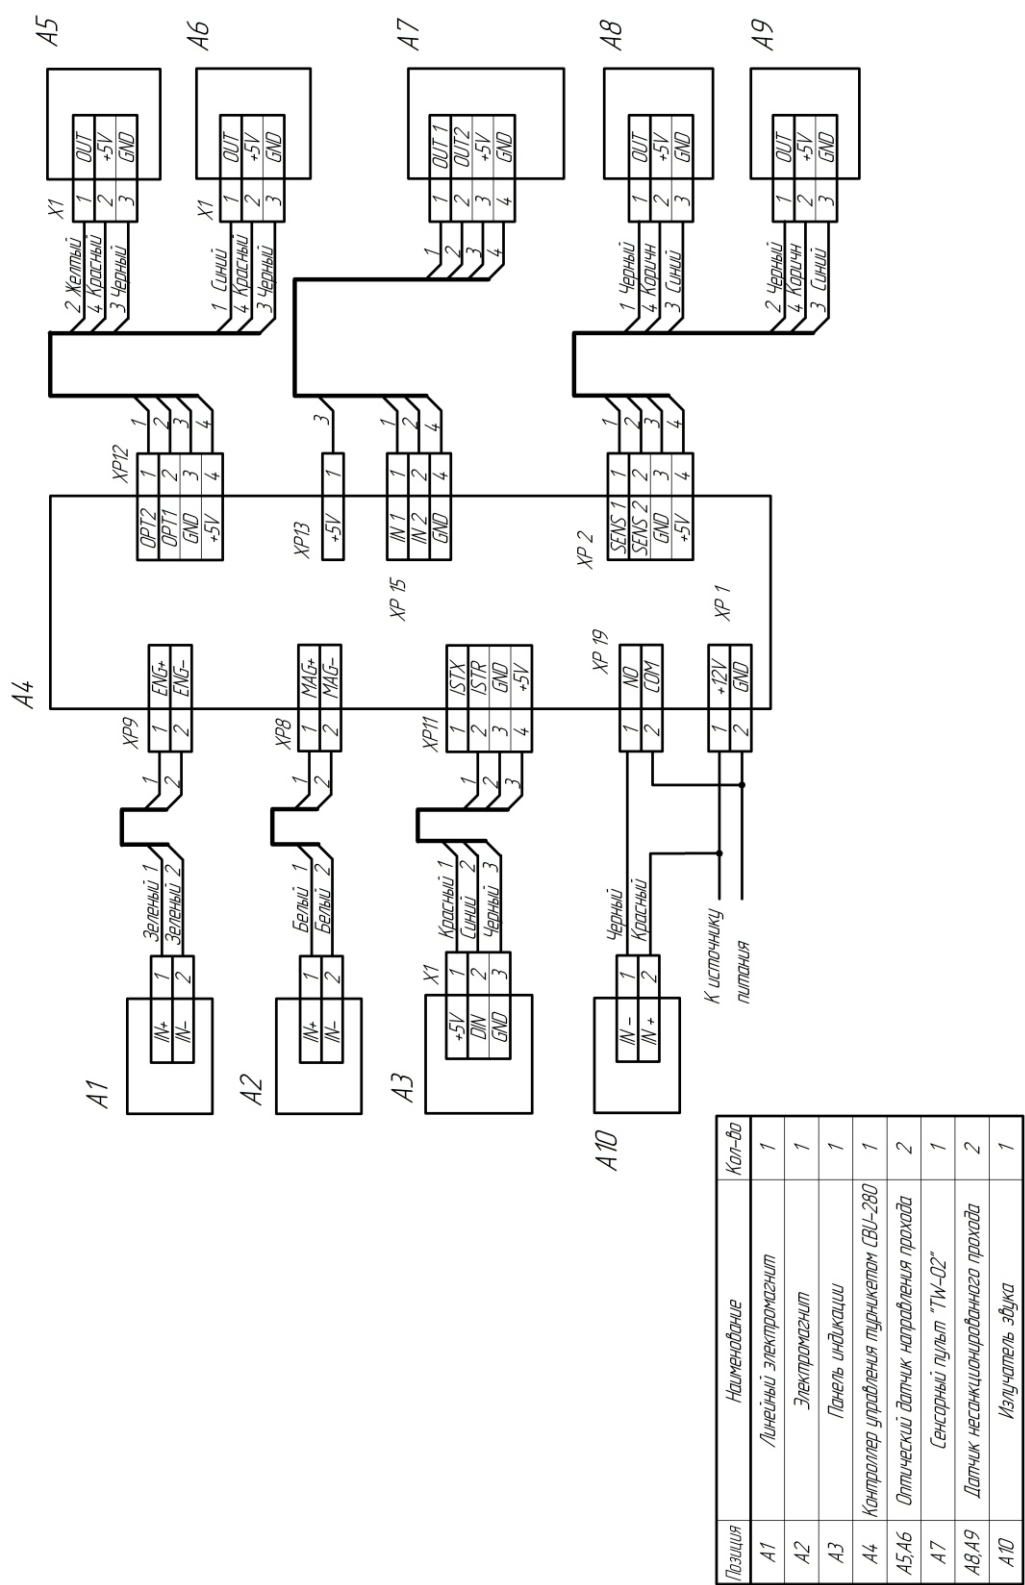 A4
A1
IN+ 1 Зеленый 1
IN- 2 Зеленый 2
XP9
1 1 ENG+
2 2 ENG-
A2
IN+ 1 Белый 1
IN- 2 Белый 2
XP8
1 1 MAG+
2 2 MAG-
A3
X1
+5V 1 Красный 1
DIN 2 Синий 2
GND 3 Черный 3
XP11
1 1 ISTX
2 2 ISTR
3 3 GND
4 +5V
A10
IN - 1 Черный
IN + 2 Красный
XP 19
1 NO
2 COM
XP 1
1 +12V
2 GND
К источнику
питания
XP12
OPT2 1 1
OPT1 2 2
GND 3 3
+5V 4 4
XP13
+5V 1 3
XP 15
IN 1 1 1
IN 2 2 2
GND 4 4
XP 2
SENS 1 1 1
SENS 2 2 2
GND 3 3
+5V 4 4
A5
X1
2 Желтый 1 OUT
4 Красный 2 +5V
3 Черный 3 GND
A6
X1
1 Синий 1 OUT
4 Красный 2 +5V
3 Черный 3 GND
A7
1 1 OUT 1
2 2 OUT2
3 3 +5V
4 4 GND
A8
1 Черный 1 OUT
4 Коричн 2 +5V
3 Синий 3 GND
A9
2 Черный 1 OUT
4 Коричн 2 +5V
3 Синий 3 GND
Позиция Наименование Кол-во
A1 Линейный электромагнит 1
A2 Электромагнит 1
A3 Панель индикации 1
A4 Контроллер управления турникетом CBU-280 1
A5,A6 Оптический датчик направления прохода 2
A7 Сенсорный пульт "TW-02" 1
A8,A9 Датчик несанкционированного прохода 2
A10 Излучатель звука 1